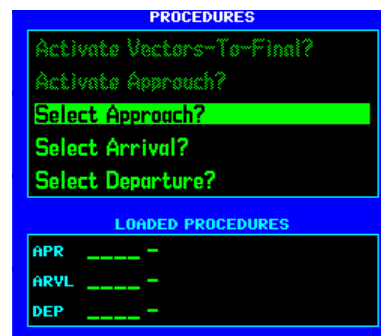 PROCEDURES
Activate Vectors-To-Final?
Activate Approach?
Select Approach?
Select Arrival?
Select Departure?
LOADED PROCEDURES
APR ____-
ARVL ____-
DEP ____-